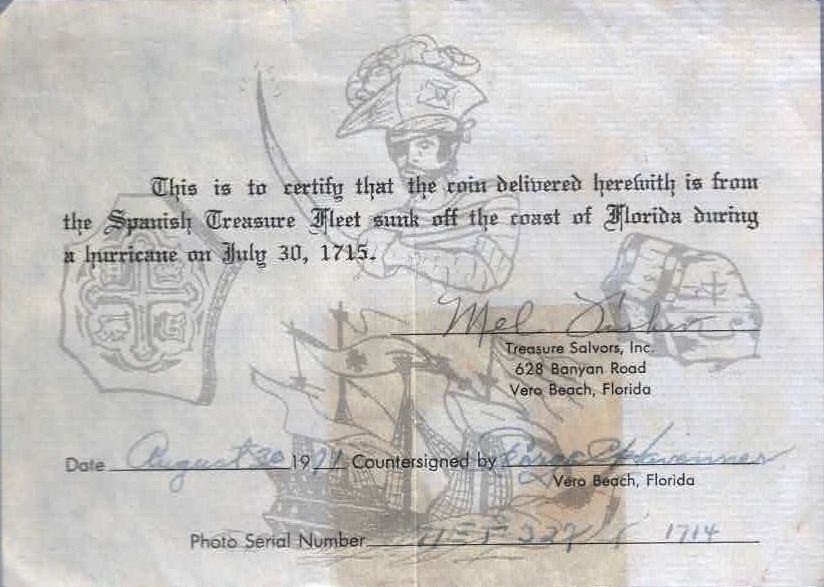 This is to certify that the coin delivered herewith is from
the Spanish Treasure Fleet sunk off the coast of Florida during
a hurricane on July 30, 1715.
Mel Fisher
Treasure Salvors, Inc.
628 Banyan Road
Vero Beach, Florida
Date August 30 1971 Countersigned by
Vero Beach, Florida
Photo Serial Number 1714